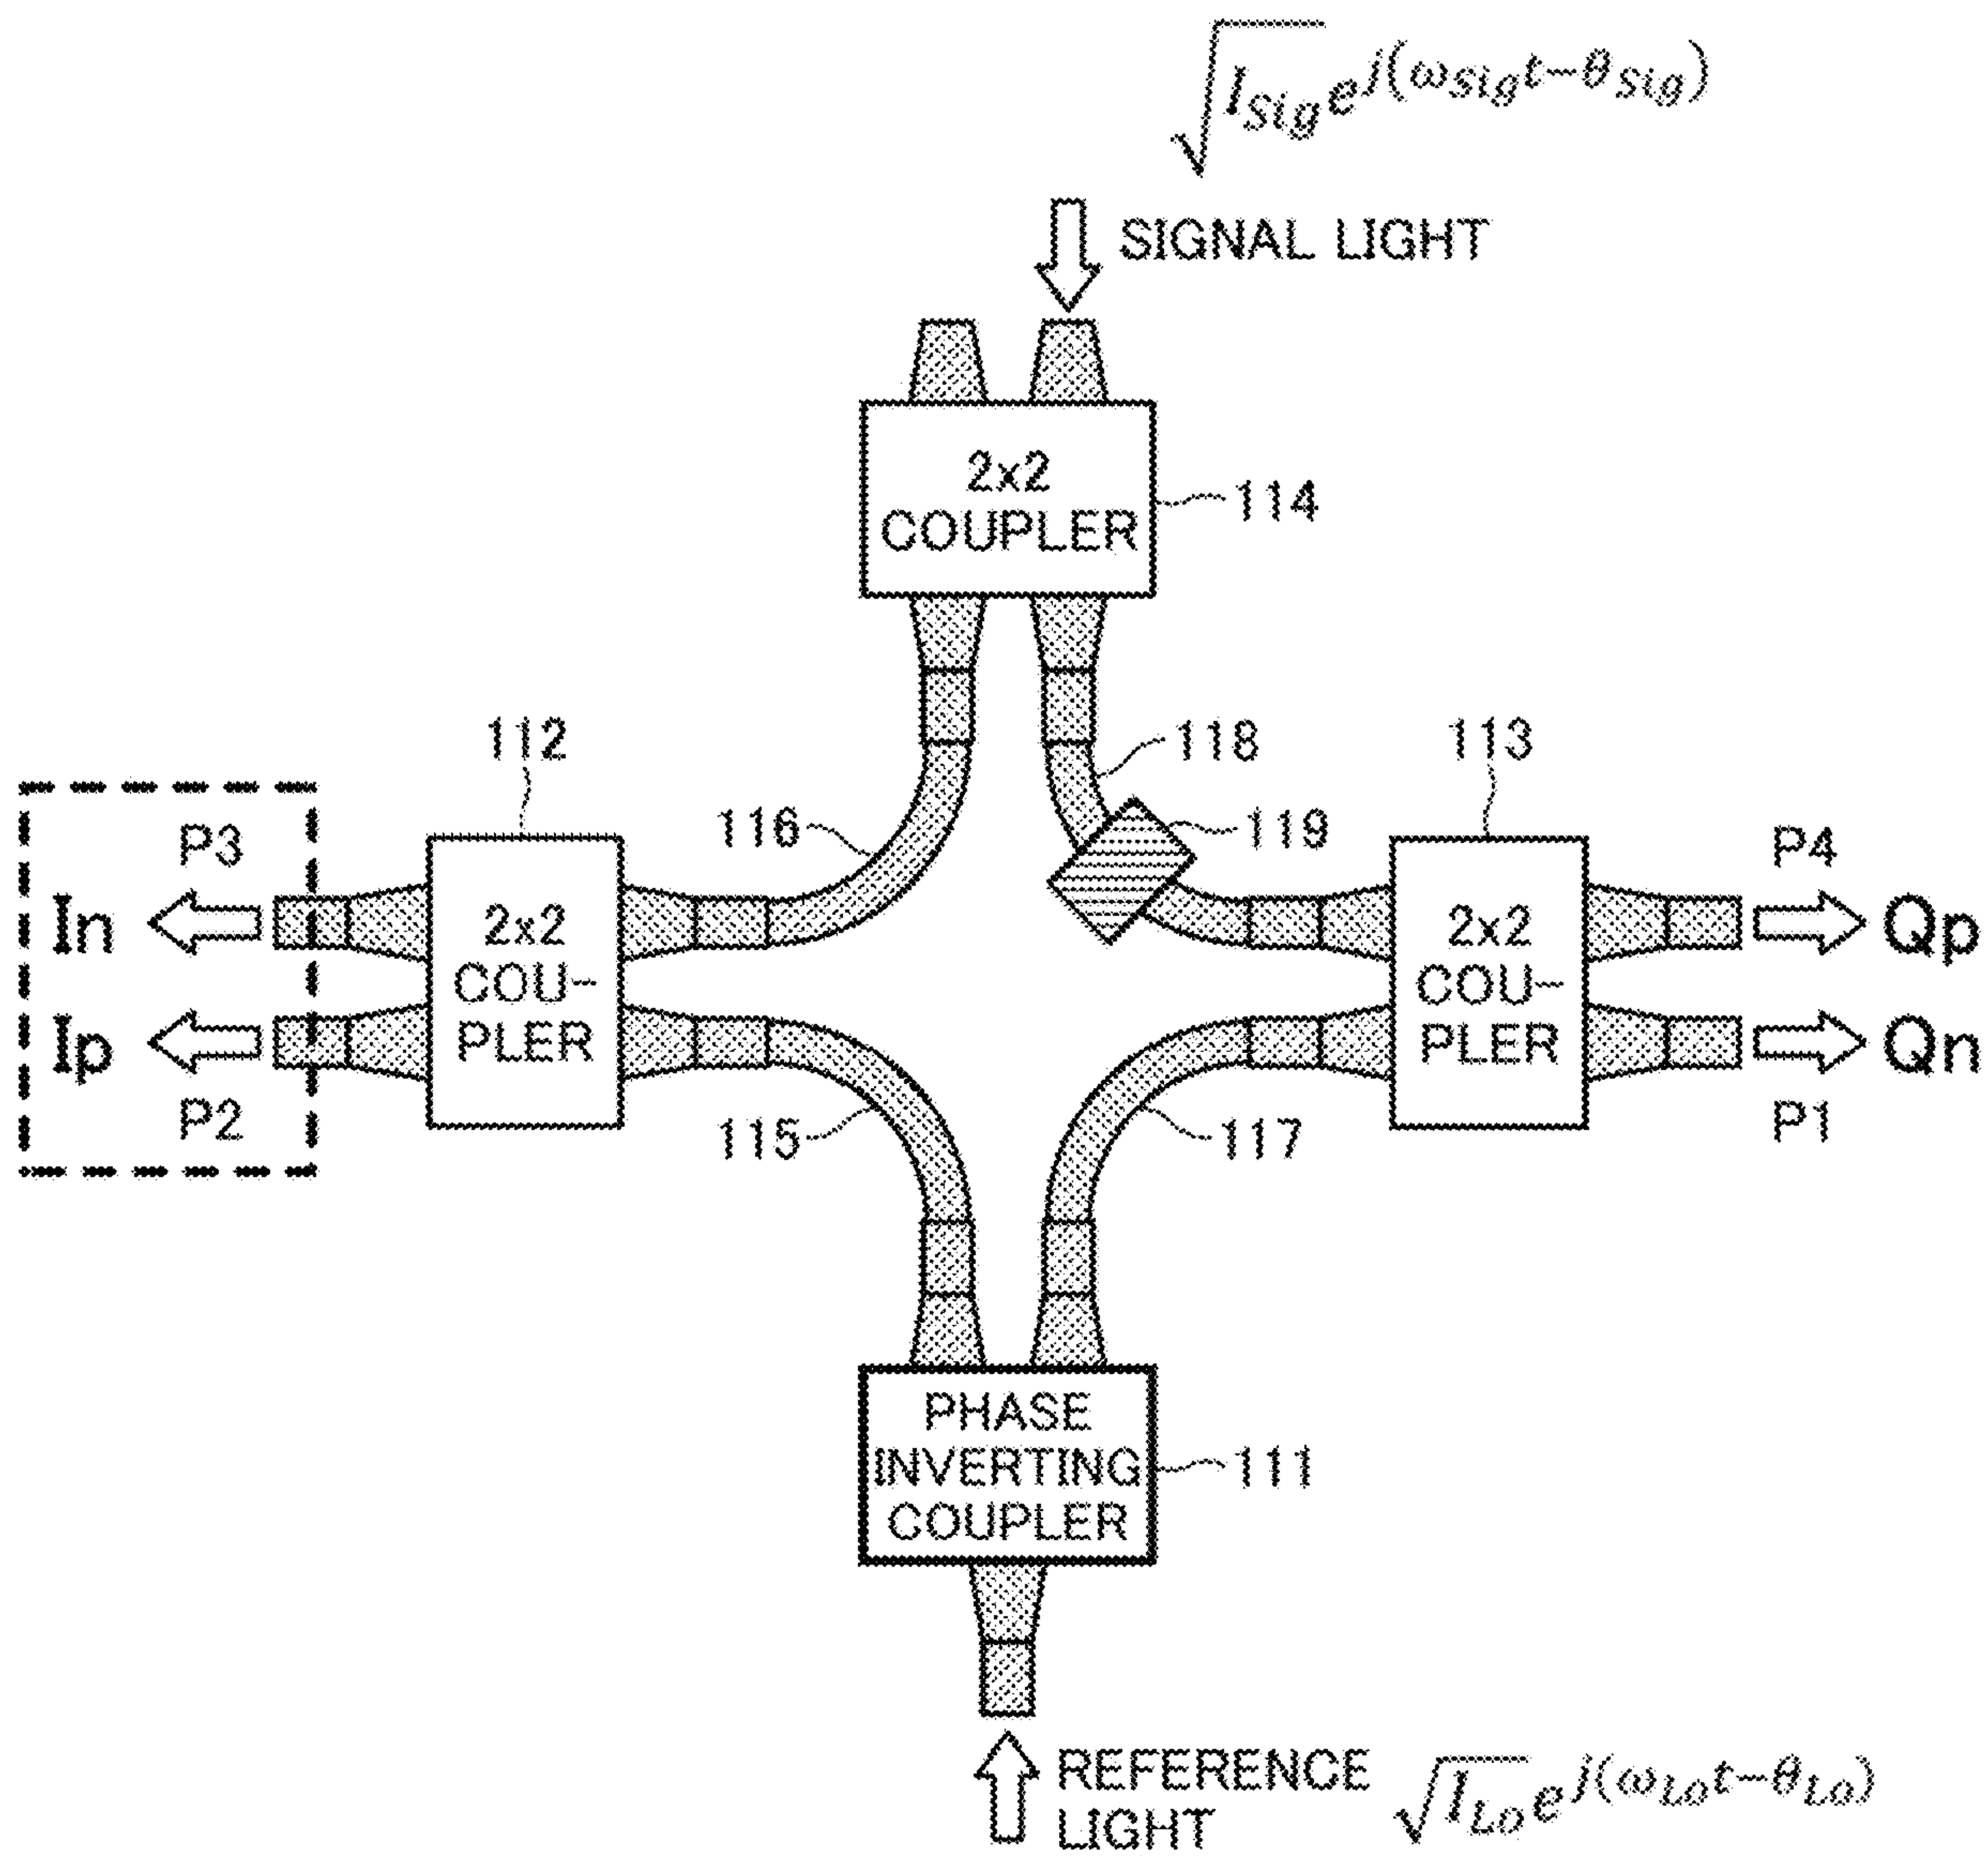 √I_Sig e^j(ω_Sig t−θ_Sig)
SIGNAL LIGHT
2x2
COUPLER
114
112
118
113
116
119
P3
P4
In
Qp
2x2
COU-
PLER
2x2
COU-
PLER
Ip
Qn
P2
P1
115
117
PHASE
INVERTING
COUPLER
111
REFERENCE
LIGHT
√I_LO e^j(ω_LO t−θ_LO)